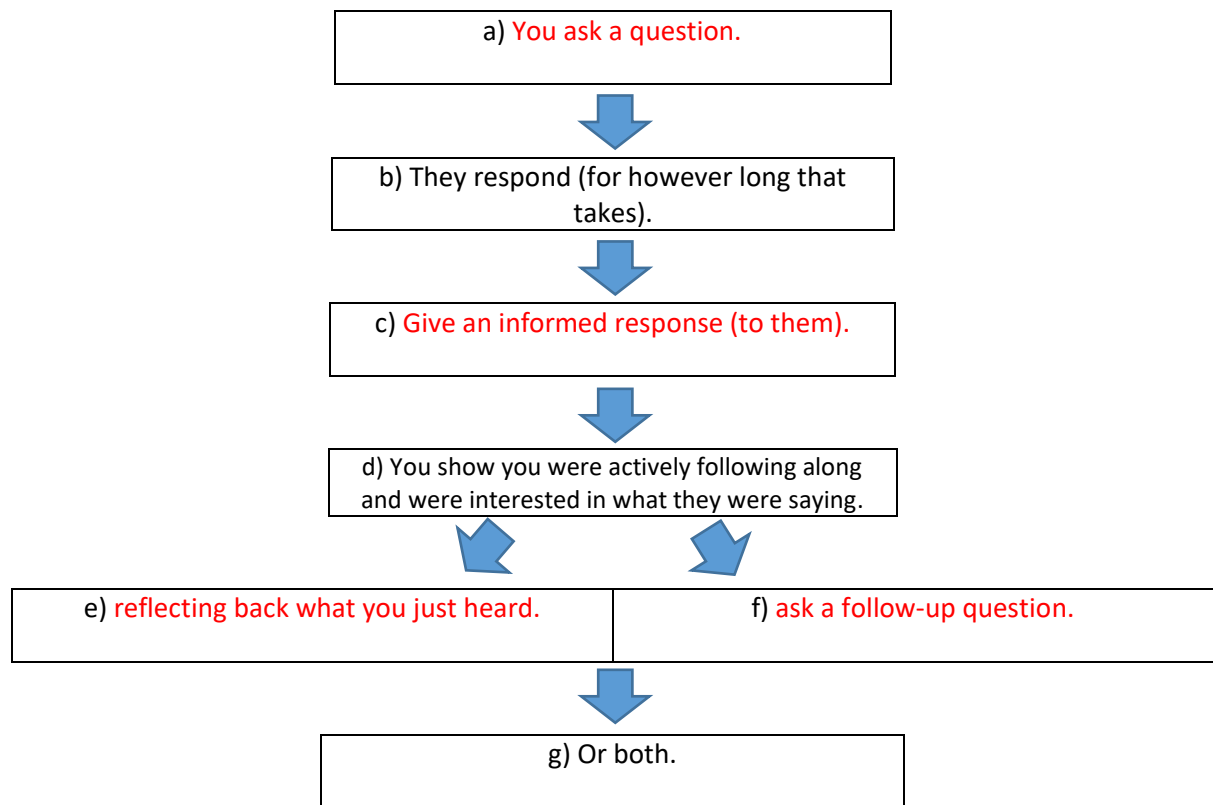 a) You ask a question.
b) They respond (for however long that
takes).
c) Give an informed response (to them).
d) You show you were actively following along
and were interested in what they were saying.
e) reflecting back what you just heard.
f) ask a follow-up question.
g) Or both.